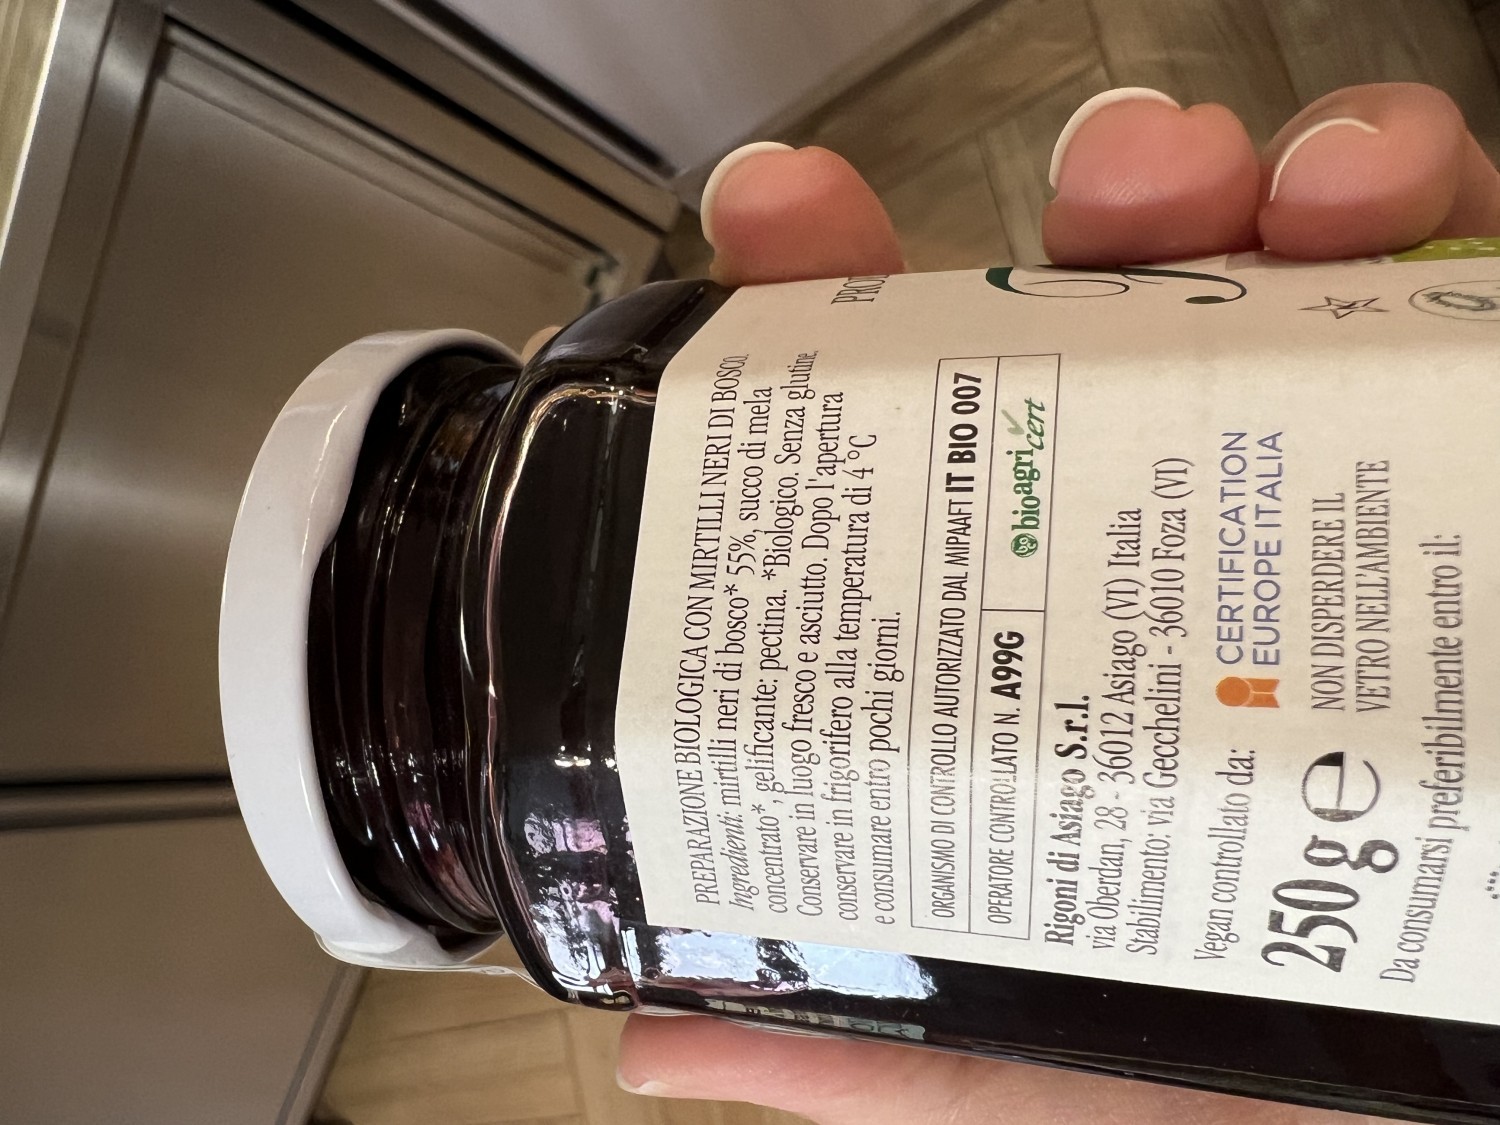 PREPARAZIONE BIOLOGICA CON MIRTILLI NERI DI BOSCO.
Ingredienti: mirtilli neri di bosco* 55%, succo di mela
concentrato*, gelificante: pectina. *Biologico. Senza glutine.
Conservare in luogo fresco e asciutto. Dopo l'apertura
conservare in frigorifero alla temperatura di 4 °C
e consumare entro pochi giorni.
ORGANISMO DI CONTROLLO AUTORIZZATO DAL MIPAAFT IT BIO 007
OPERATORE CONTROLLATO N. A99G
bioagricert
Rigoni di Asiago S.r.l.
via Oberdan, 28 - 36012 Asiago (VI) Italia
Stabilimento: via Gecchelini - 36010 Foza (VI)
Vegan controllato da:
CERTIFICATION
EUROPE ITALIA
250 g e
NON DISPERDERE IL
VETRO NELL'AMBIENTE
Da consumarsi preferibilmente entro il: